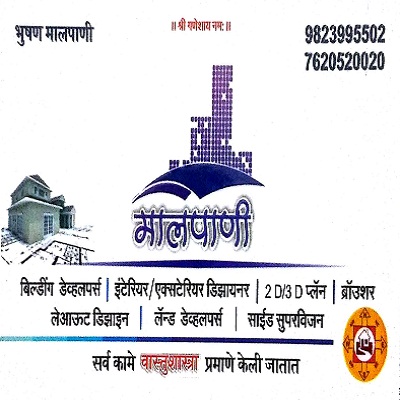 ॥ श्री गणेशाय नम: ॥
भुषण मालपाणी
9823995502
7620520020
मालपाणी
बिल्डींग डेव्हलपर्स | इंटेरियर/एक्सटेरियर डिझायनर | 2 D/3 D प्लॅन | ब्रॉउशर
लेआऊट डिझाइन | लॅन्ड डेव्हलपर्स | साईड सुपरविजन
सर्व कामे वास्तुशास्त्रा प्रमाणे केली जातात